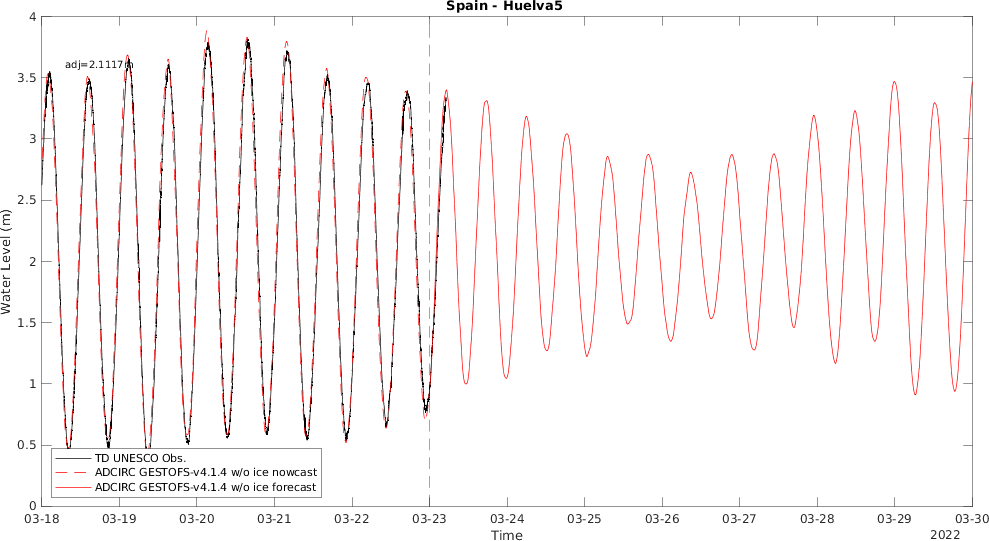 Spain - Huelva5
4
3.5
3
2.5
2
1.5
1
0.5
0
Water Level (m)
adj=2.1117 m
TD UNESCO Obs.
ADCIRC GESTOFS-v4.1.4 w/o ice nowcast
ADCIRC GESTOFS-v4.1.4 w/o ice forecast
03-18 03-19 03-20 03-21 03-22 03-23 03-24 03-25 03-26 03-27 03-28 03-29 03-30
Time
2022